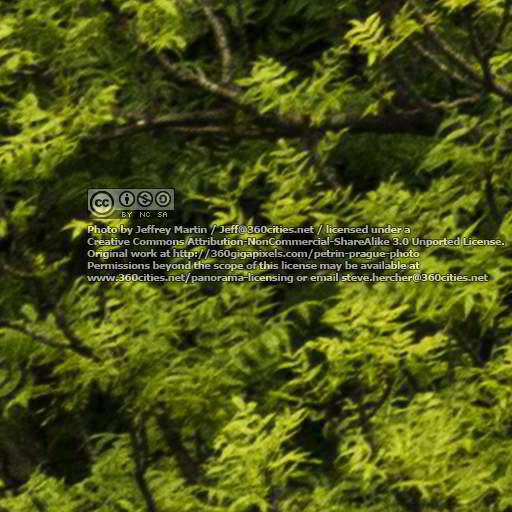 cc BY NC SA
Photo by Jeffrey Martin / Jeff@360cities.net / licensed under a
Creative Commons Attribution-NonCommercial-ShareAlike 3.0 Unported License.
Original work at http://360gigapixels.com/petrin-prague-photo
Permissions beyond the scope of this license may be available at
www.360cities.net/panorama-licensing or email steve.hercher@360cities.net